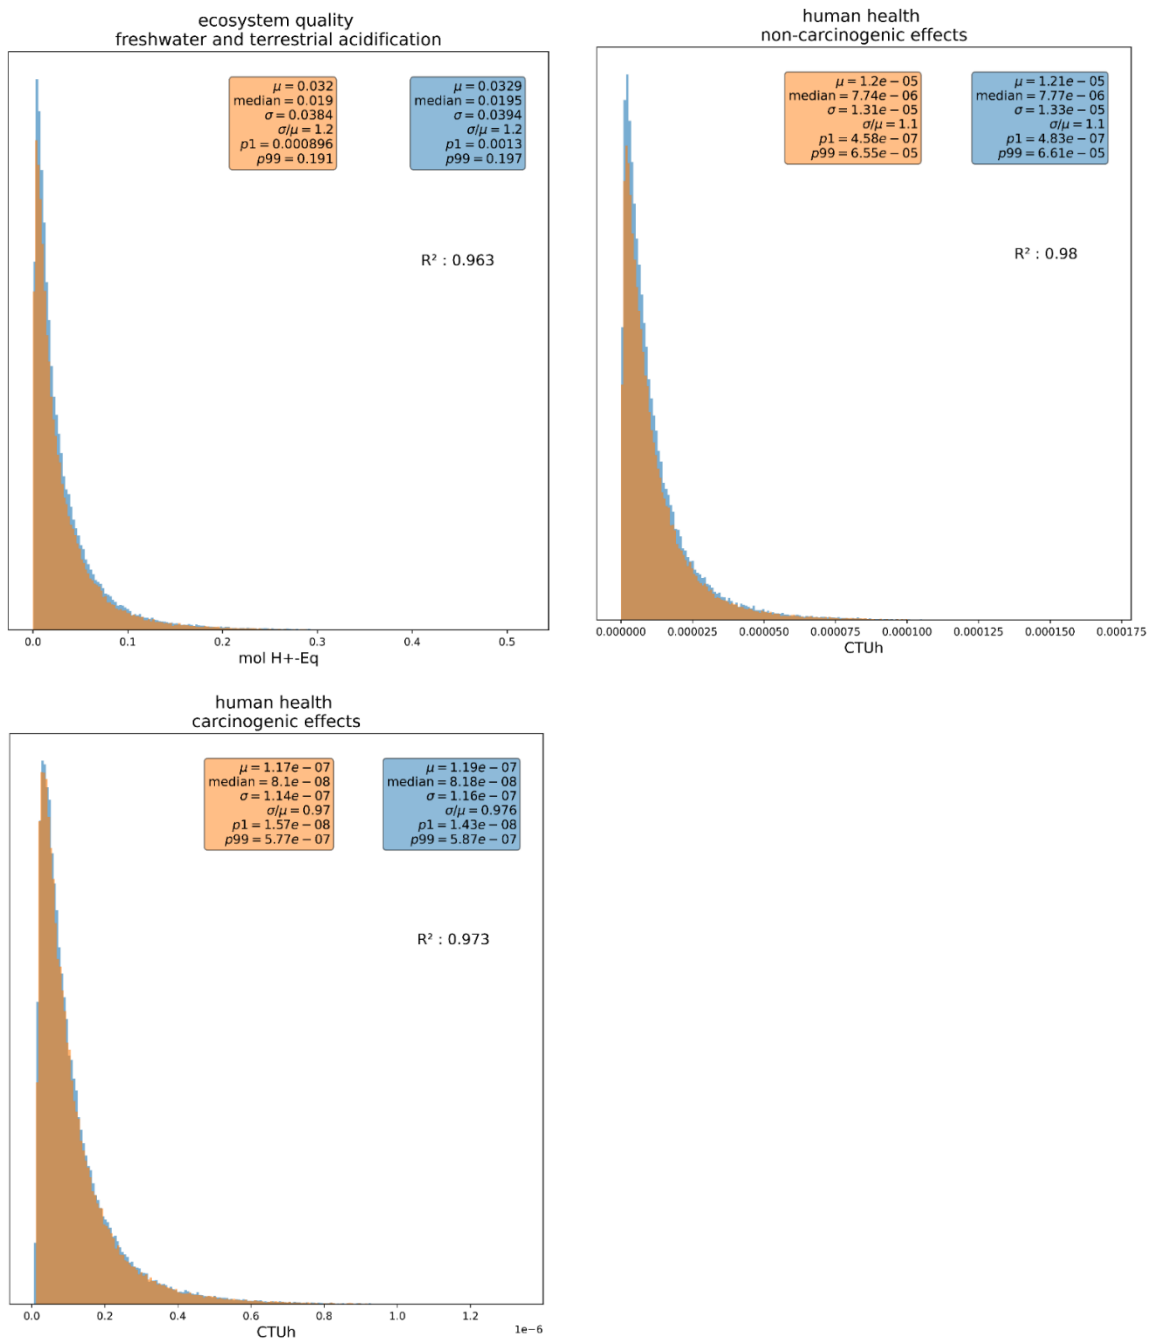 ecosystem quality
freshwater and terrestrial acidification
μ = 0.032
median = 0.019
σ = 0.0384
σ/μ = 1.2
p1 = 0.000896
p99 = 0.191
μ = 0.0329
median = 0.0195
σ = 0.0394
σ/μ = 1.2
p1 = 0.0013
p99 = 0.197
R² : 0.963
0.0 0.1 0.2 0.3 0.4 0.5
mol H+-Eq
human health
non-carcinogenic effects
μ = 1.2e − 05
median = 7.74e − 06
σ = 1.31e − 05
σ/μ = 1.1
p1 = 4.58e − 07
p99 = 6.55e − 05
μ = 1.21e − 05
median = 7.77e − 06
σ = 1.33e − 05
σ/μ = 1.1
p1 = 4.83e − 07
p99 = 6.61e − 05
R² : 0.98
0.000000 0.000025 0.000050 0.000075 0.000100 0.000125 0.000150 0.000175
CTUh
human health
carcinogenic effects
μ = 1.17e − 07
median = 8.1e − 08
σ = 1.14e − 07
σ/μ = 0.97
p1 = 1.57e − 08
p99 = 5.77e − 07
μ = 1.19e − 07
median = 8.18e − 08
σ = 1.16e − 07
σ/μ = 0.976
p1 = 1.43e − 08
p99 = 5.87e − 07
R² : 0.973
0.0 0.2 0.4 0.6 0.8 1.0 1.2
CTUh
1e−6